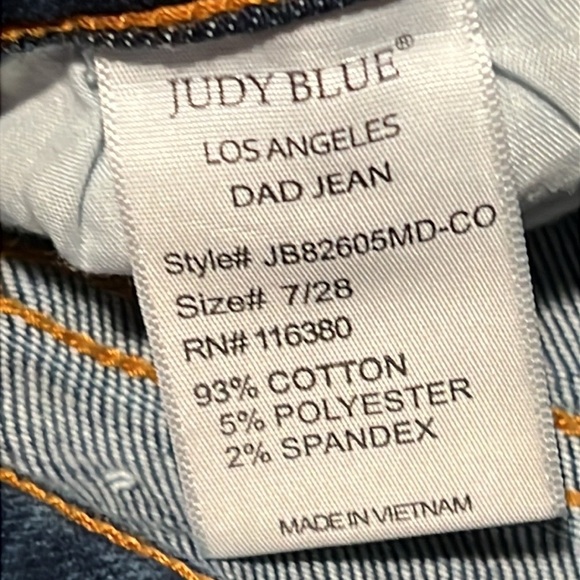 JUDY BLUE®
LOS ANGELES
DAD JEAN
Style# JB82605MD-CO
Size# 7/28
RN# 116380
93% COTTON
5% POLYESTER
2% SPANDEX
MADE IN VIETNAM